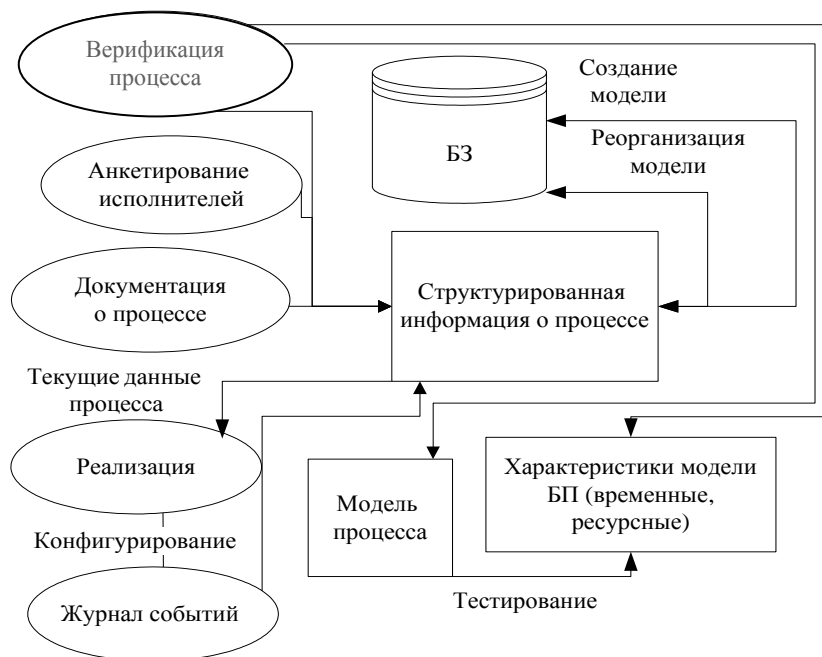 Верификация
процесса
Создание
модели
БЗ
Реорганизация
модели
Анкетирование
исполнителей
Документация
о процессе
Структурированная
информация о процессе
Текущие данные
процесса
Реализация
Модель
процесса
Характеристики модели
БП (временные,
ресурсные)
Конфигурирование
Журнал событий
Тестирование